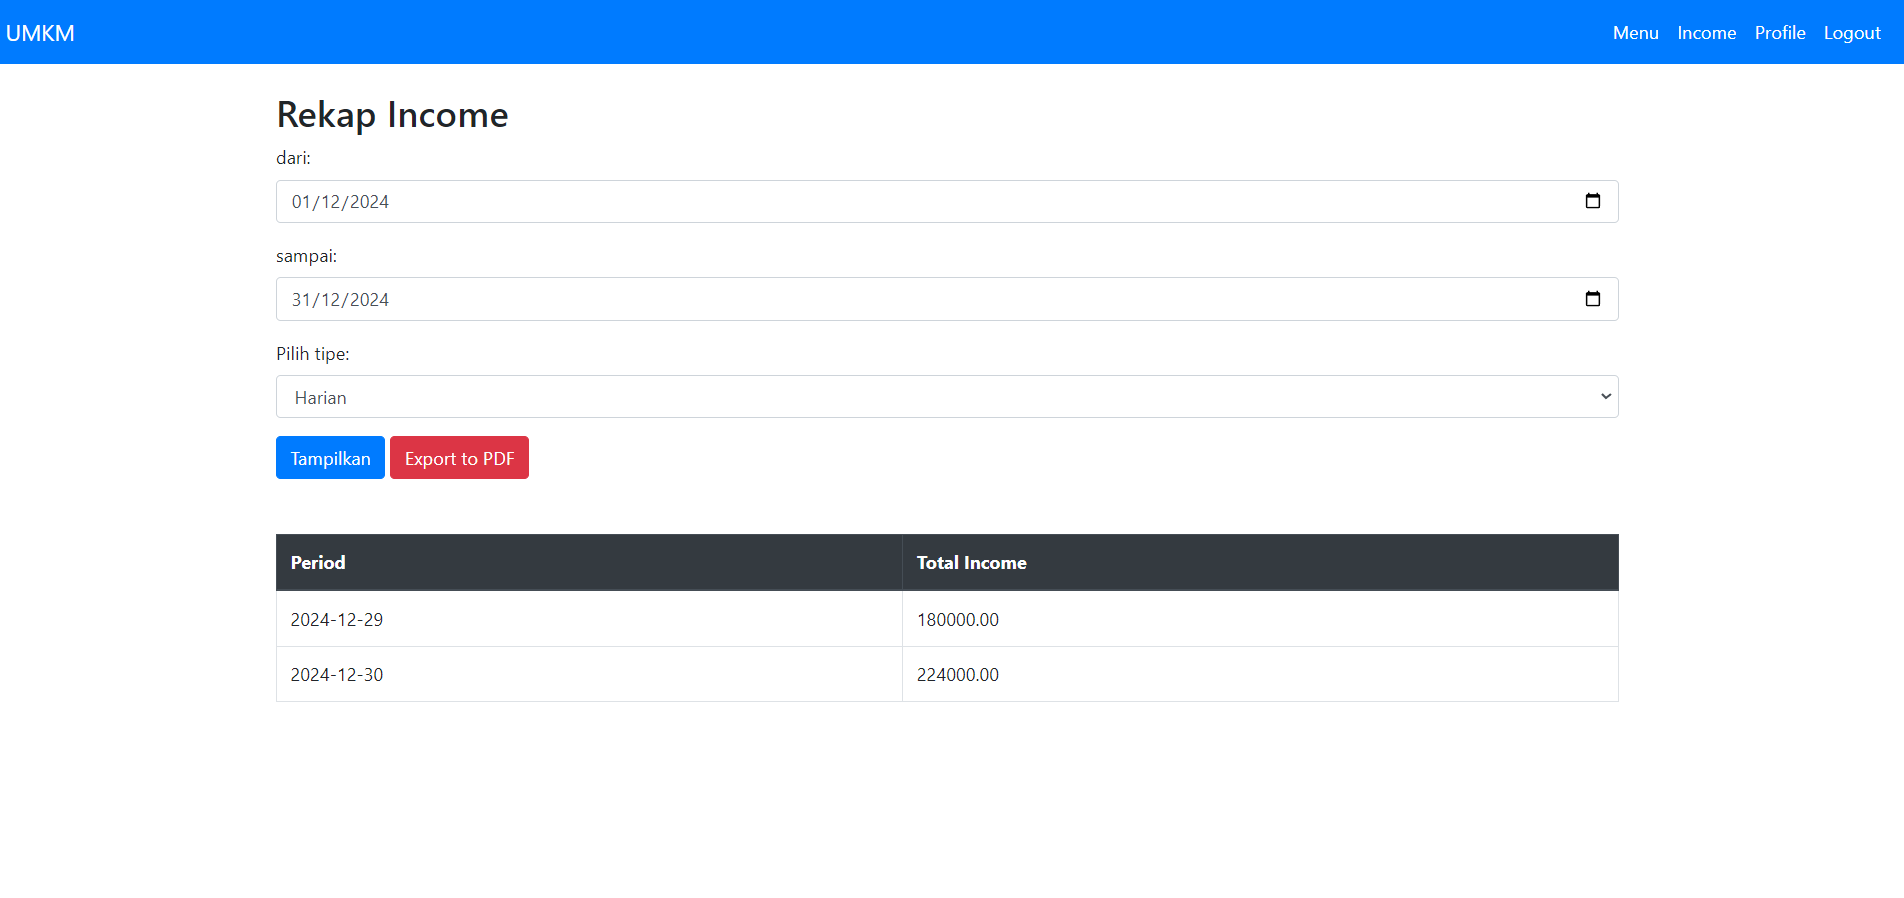 UMKM Menu Income Profile Logout
Rekap Income
dari:
01/12/2024
sampai:
31/12/2024
Pilih tipe:
Harian
Tampilkan Export to PDF
Period Total Income
2024-12-29 180000.00
2024-12-30 224000.00